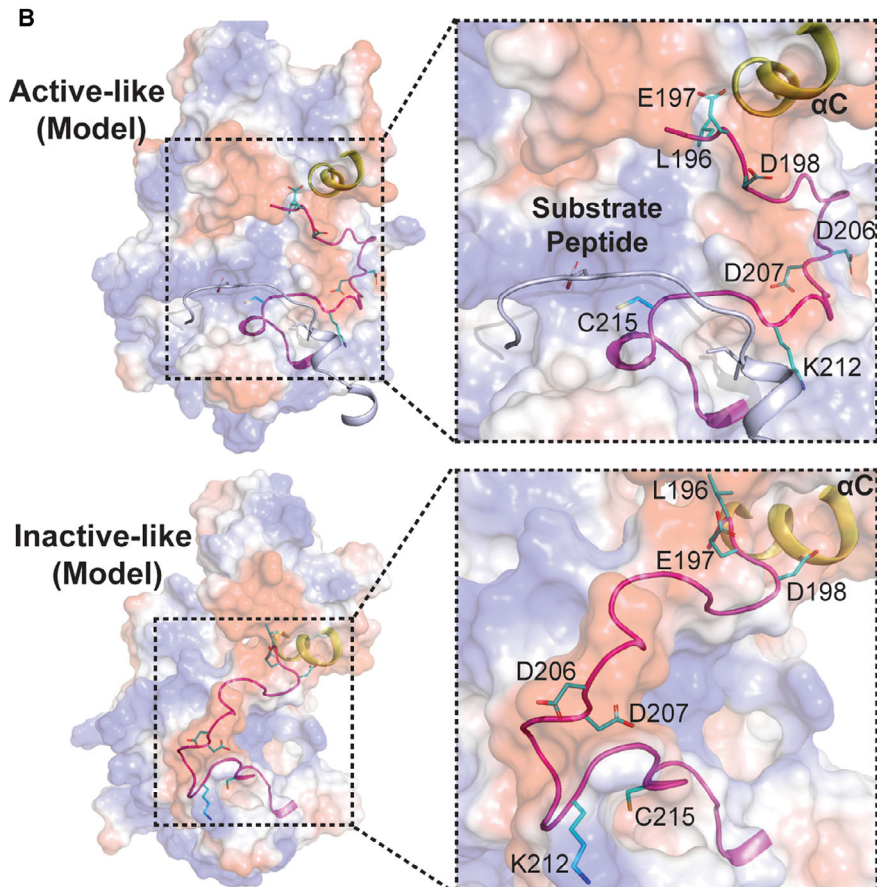 B
Active-like
(Model)
αC
E197
L196
D198
Substrate
Peptide
D206
D207
C215
K212
Inactive-like
(Model)
L196
αC
E197
D198
D206
D207
C215
K212